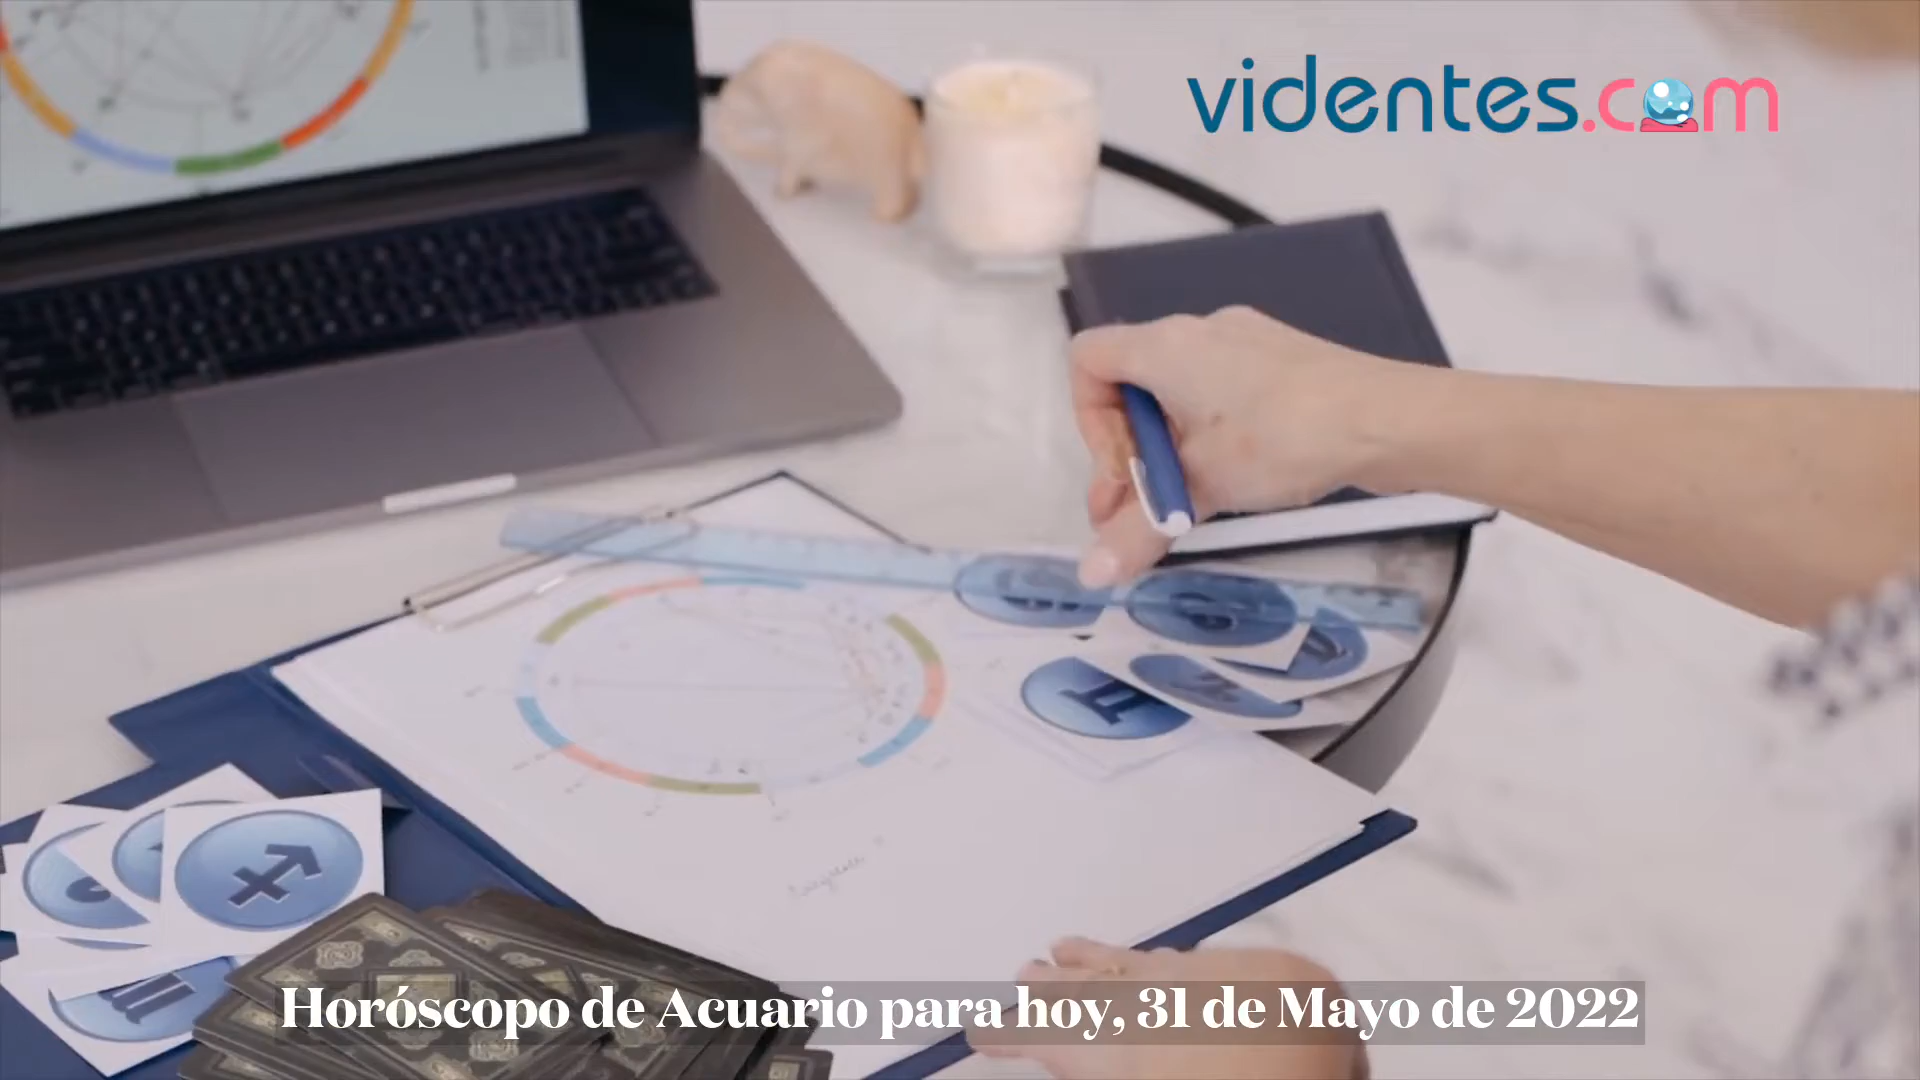 videntes.com
Horóscopo de Acuario para hoy, 31 de Mayo de 2022